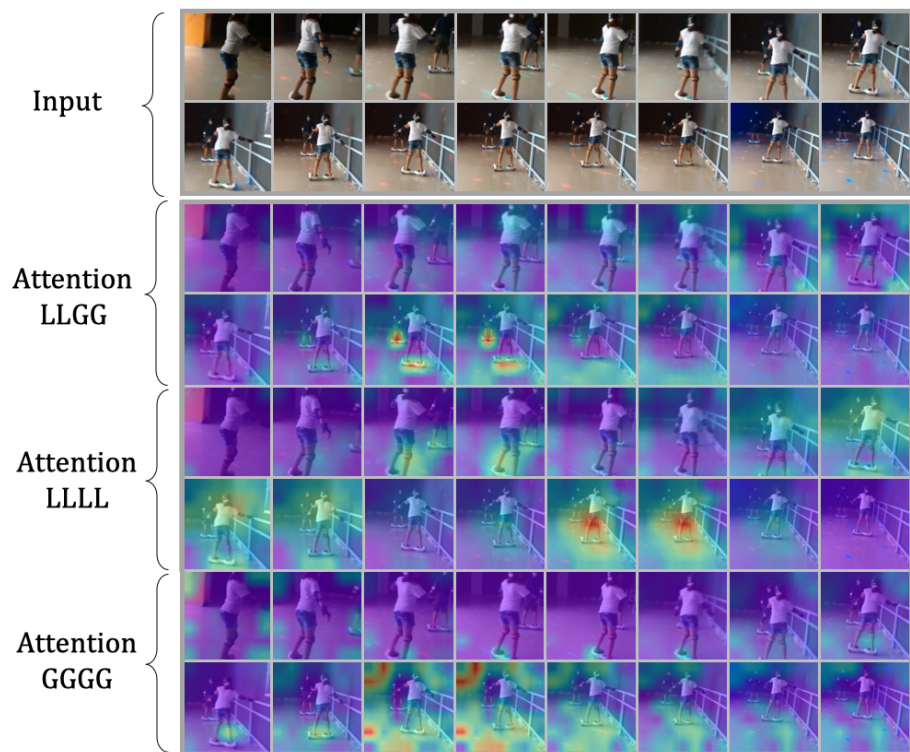 Input
Attention
LLGG
Attention
LLLL
Attention
GGGG